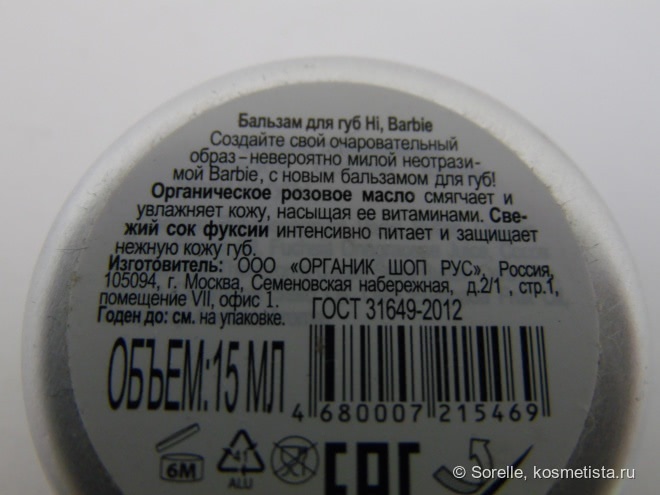 Бальзам для губ Hi, Barbie
Создайте свой очаровательный
образ – невероятно милой неотрази-
мой Barbie, с новым бальзамом для губ!
Органическое розовое масло смягчает и
увлажняет кожу, насыщая ее витаминами. Све-
жий сок фуксии интенсивно питает и защищает
нежную кожу губ.
Изготовитель: ООО «ОРГАНИК ШОП РУС», Россия,
105094, г. Москва, Семеновская набережная, д.2/1 , стр.1,
помещение VII, офис 1.
ГОСТ 31649-2012
Годен до: см. на упаковке.
ОБЪЕМ:15 МЛ
4 680007 215469
6M
41
ALU
EAC
© Sorelle, kosmetista.ru